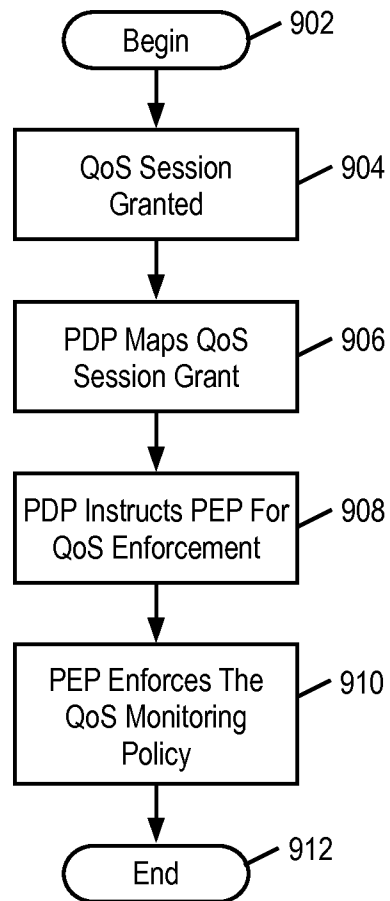 Begin
902
QoS Session
Granted
904
PDP Maps QoS
Session Grant
906
PDP Instructs PEP For
QoS Enforcement
908
PEP Enforces The
QoS Monitoring
Policy
910
End
912